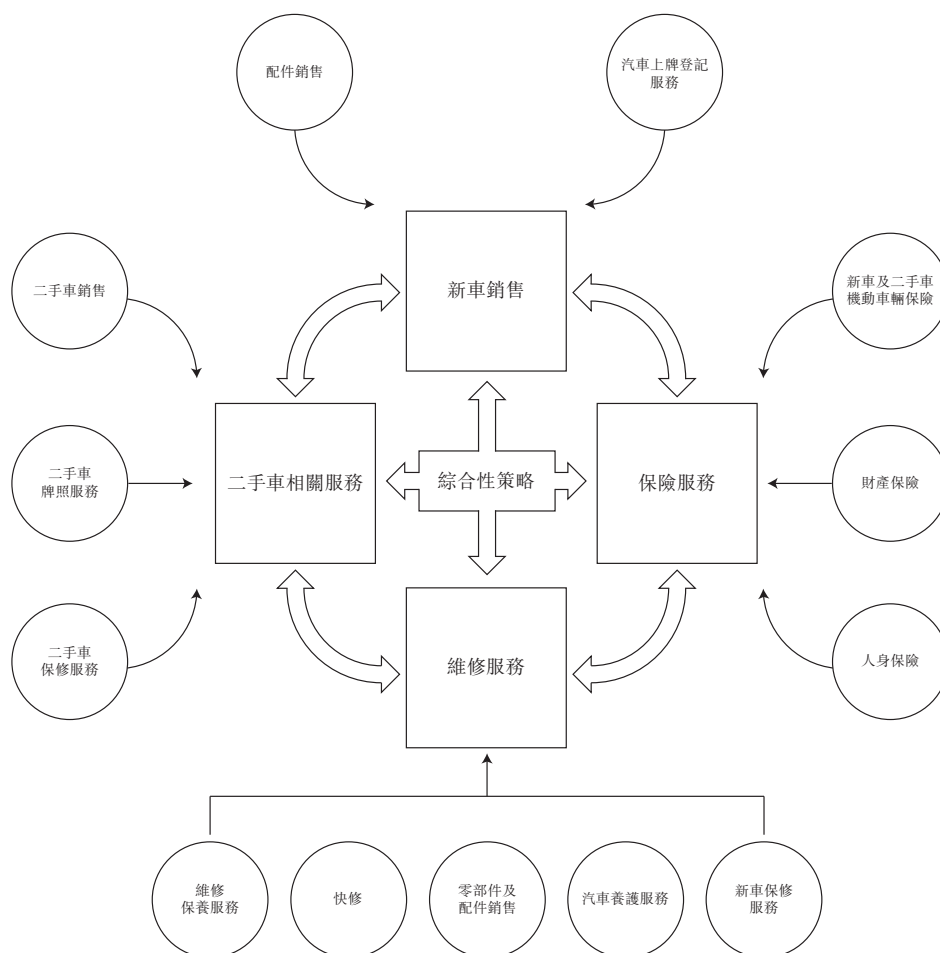 配件銷售
汽車上牌登記
服務
二手車銷售
新車銷售
新車及二手車
機動車輛保險
二手車
牌照服務
二手車相關服務
綜合性策略
保險服務
財產保險
二手車
保修服務
維修服務
人身保險
維修
保養服務
快修
零部件及
配件銷售
汽車養護服務
新車保修
服務